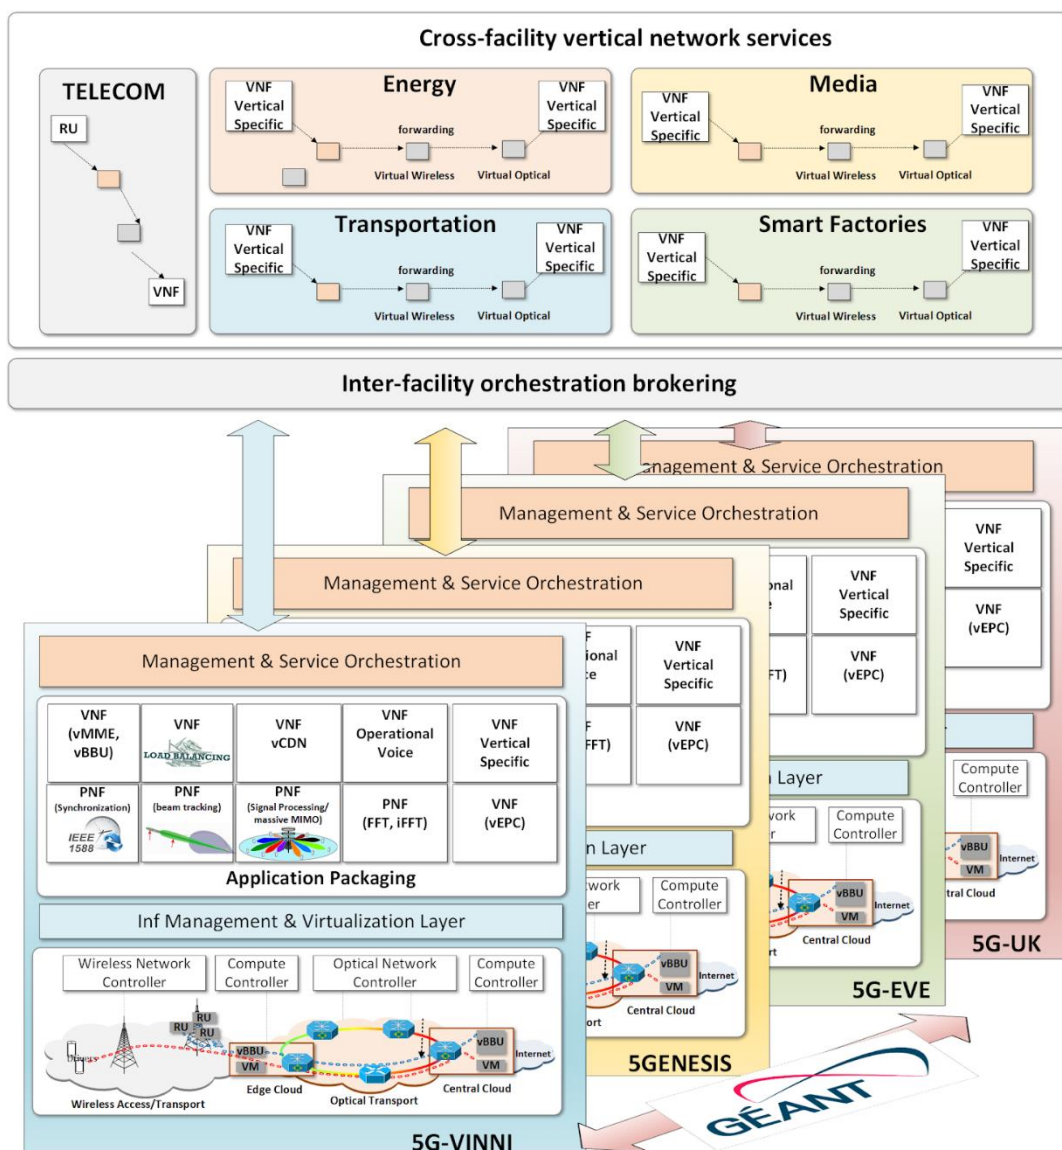 Cross-facility vertical network services
TELECOM
RU
VNF
Energy
VNF
Vertical
Specific
forwarding
Virtual Wireless
Virtual Optical
VNF
Vertical
Specific
Media
VNF
Vertical
Specific
forwarding
Virtual Wireless
Virtual Optical
VNF
Vertical
Specific
Transportation
VNF
Vertical
Specific
forwarding
Virtual Wireless
Virtual Optical
VNF
Vertical
Specific
Smart Factories
VNF
Vertical
Specific
forwarding
Virtual Wireless
Virtual Optical
VNF
Vertical
Specific
Inter-facility orchestration brokering
Management & Service Orchestration
VNF
(vMME,
vBBU)
VNF
LOAD BALANCING
VNF
vCDN
VNF
Operational
Voice
VNF
Vertical
Specific
PNF
(Synchronization)
IEEE
1588
PNF
(beam tracking)
PNF
(Signal Processing/
massive MIMO)
PNF
(FFT, iFFT)
VNF
(vEPC)
Application Packaging
Inf Management & Virtualization Layer
Wireless Network
Controller
Compute
Controller
Optical Network
Controller
Compute
Controller
RU
RU
RU
vBBU
VM
vBBU
VM
Internet
Wireless Access/Transport
Edge Cloud
Optical Transport
Central Cloud
5G-VINNI
Management & Service Orchestration
VNF
Vertical
Specific
VNF
(vEPC)
Layer
Compute
Controller
vBBU
VM
Internet
Central Cloud
5GENESIS
Management & Service Orchestration
VNF
Vertical
Specific
VNF
(vEPC)
Layer
Compute
Controller
vBBU
VM
Internet
Central Cloud
5G-EVE
anagement & Service Orchestration
VNF
Vertical
Specific
VNF
(vEPC)
Compute
Controller
vBBU
VM
Internet
ntral Cloud
5G-UK
GÉANT